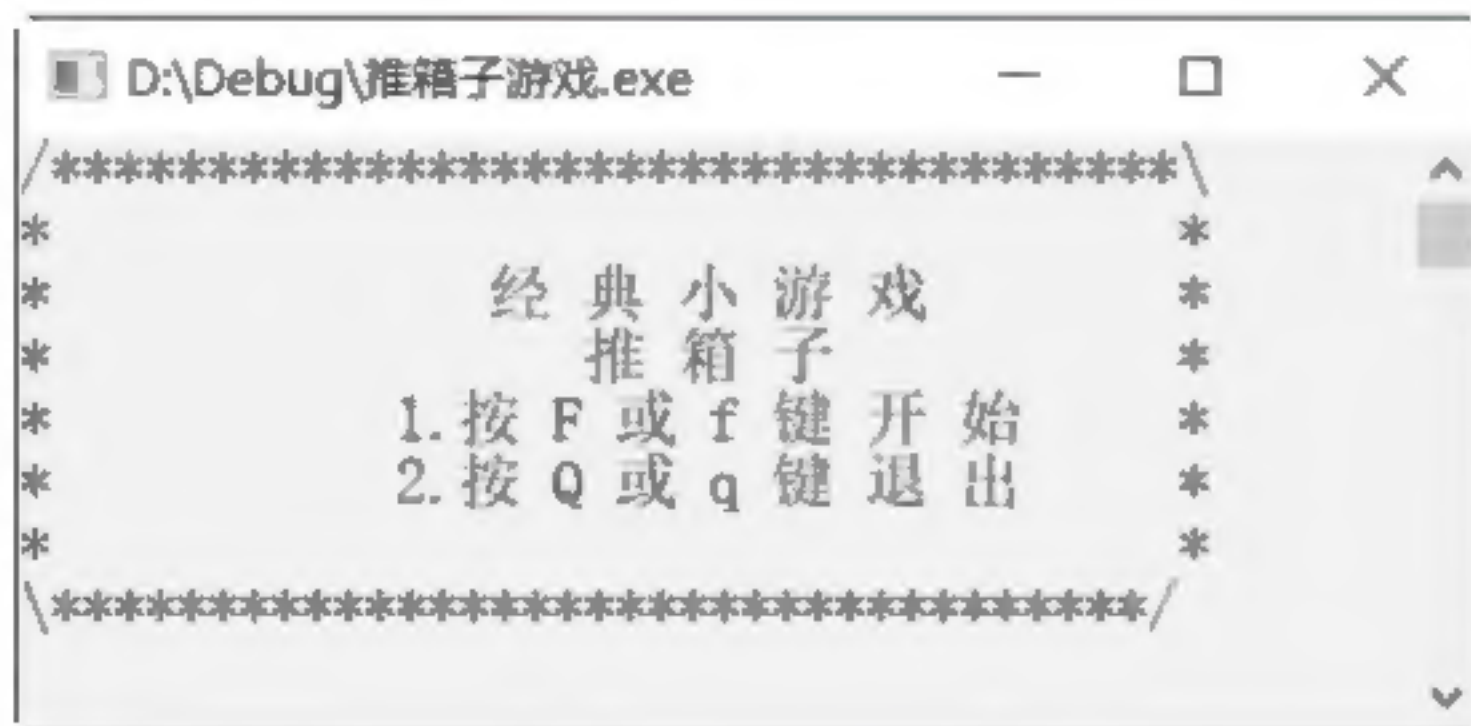 D:\Debug\推箱子游戏.exe
/************************************\
* *
* 经 典 小 游 戏 *
* 推 箱 子 *
* 1.按 F 或 f 键 开 始 *
* 2.按 Q 或 q 键 退 出 *
* *
\***********************************/